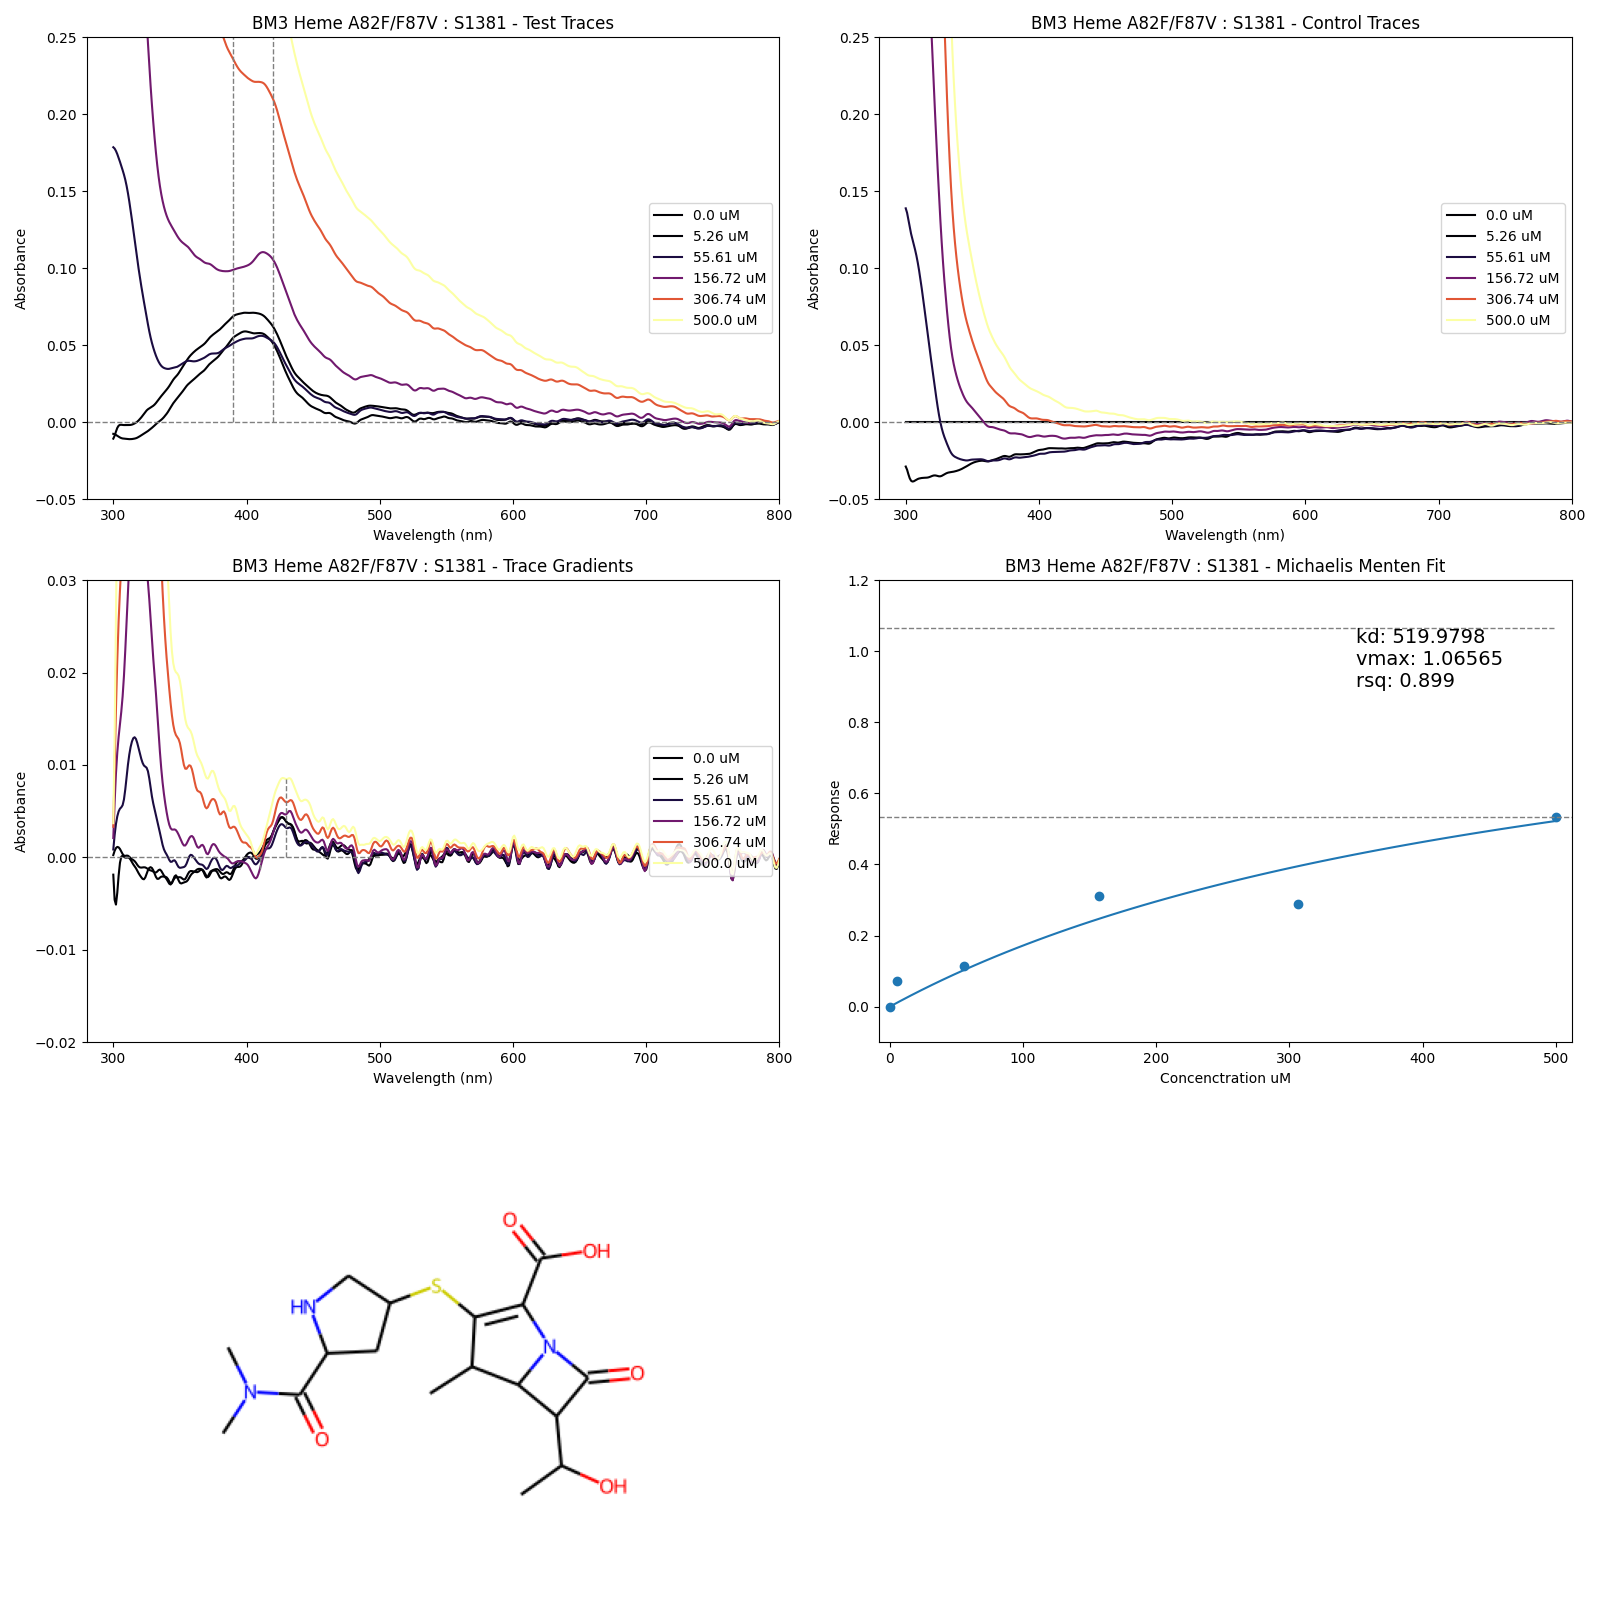 BM3 Heme A82F/F87V : S1381 - Test Traces
0.25
0.20
0.15
0.10
0.05
0.00
−0.05
Absorbance
300 400 500 600 700 800
Wavelength (nm)
0.0 uM
5.26 uM
55.61 uM
156.72 uM
306.74 uM
500.0 uM
BM3 Heme A82F/F87V : S1381 - Control Traces
0.25
0.20
0.15
0.10
0.05
0.00
−0.05
Absorbance
300 400 500 600 700 800
Wavelength (nm)
0.0 uM
5.26 uM
55.61 uM
156.72 uM
306.74 uM
500.0 uM
BM3 Heme A82F/F87V : S1381 - Trace Gradients
0.03
0.02
0.01
0.00
−0.01
−0.02
Absorbance
300 400 500 600 700 800
Wavelength (nm)
0.0 uM
5.26 uM
55.61 uM
156.72 uM
306.74 uM
500.0 uM
BM3 Heme A82F/F87V : S1381 - Michaelis Menten Fit
1.2
1.0
0.8
0.6
0.4
0.2
0.0
Response
0 100 200 300 400 500
Concenctration uM
kd: 519.9798
vmax: 1.06565
rsq: 0.899
O
OH
S
HN
N
O
N
O
OH